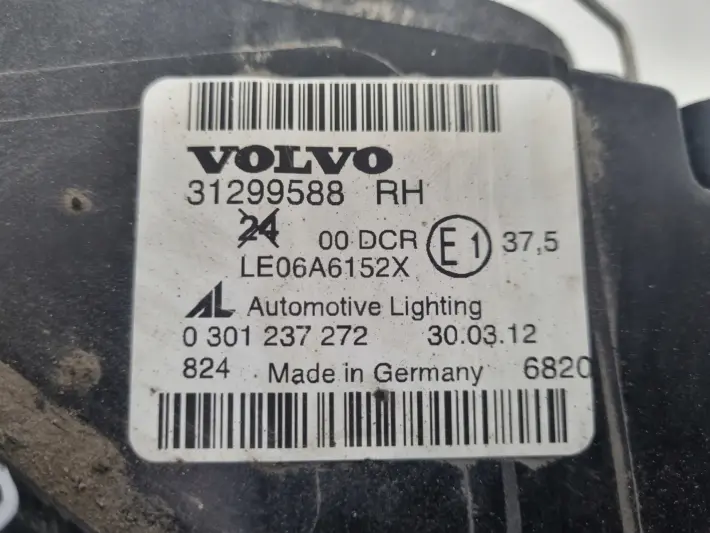 VOLVO
31299588 RH
24 00 DCR E1 37,5
LE06A6152X
AL Automotive Lighting
0 301 237 272 30.03.12
824 Made in Germany 6820